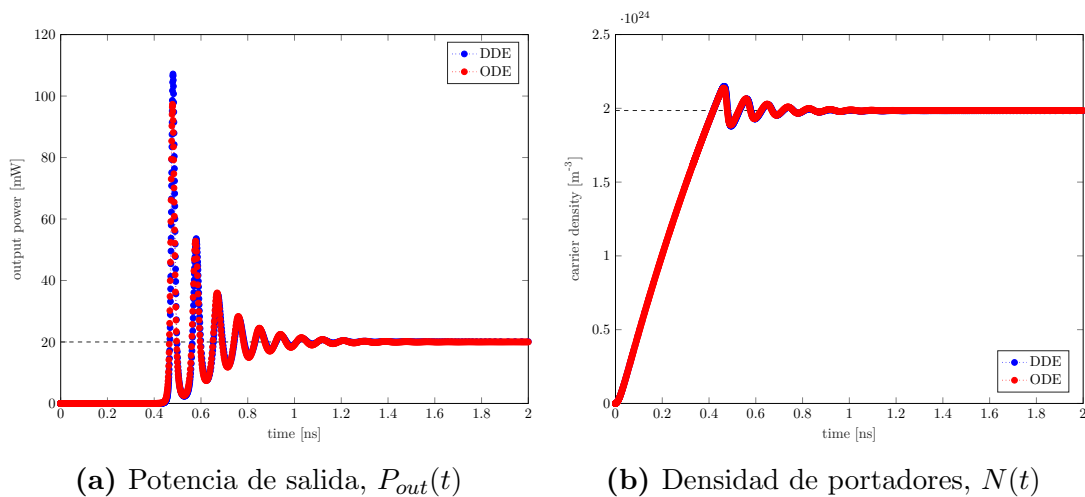 120
100
80
60
40
20
0
output power [mW]
DDE
ODE
0 0.2 0.4 0.6 0.8 1 1.2 1.4 1.6 1.8 2
time [ns]
(a) Potencia de salida, P_out(t)
·10^24
2.5
2
1.5
1
0.5
0
carrier density [m^-3]
DDE
ODE
0 0.2 0.4 0.6 0.8 1 1.2 1.4 1.6 1.8 2
time [ns]
(b) Densidad de portadores, N(t)